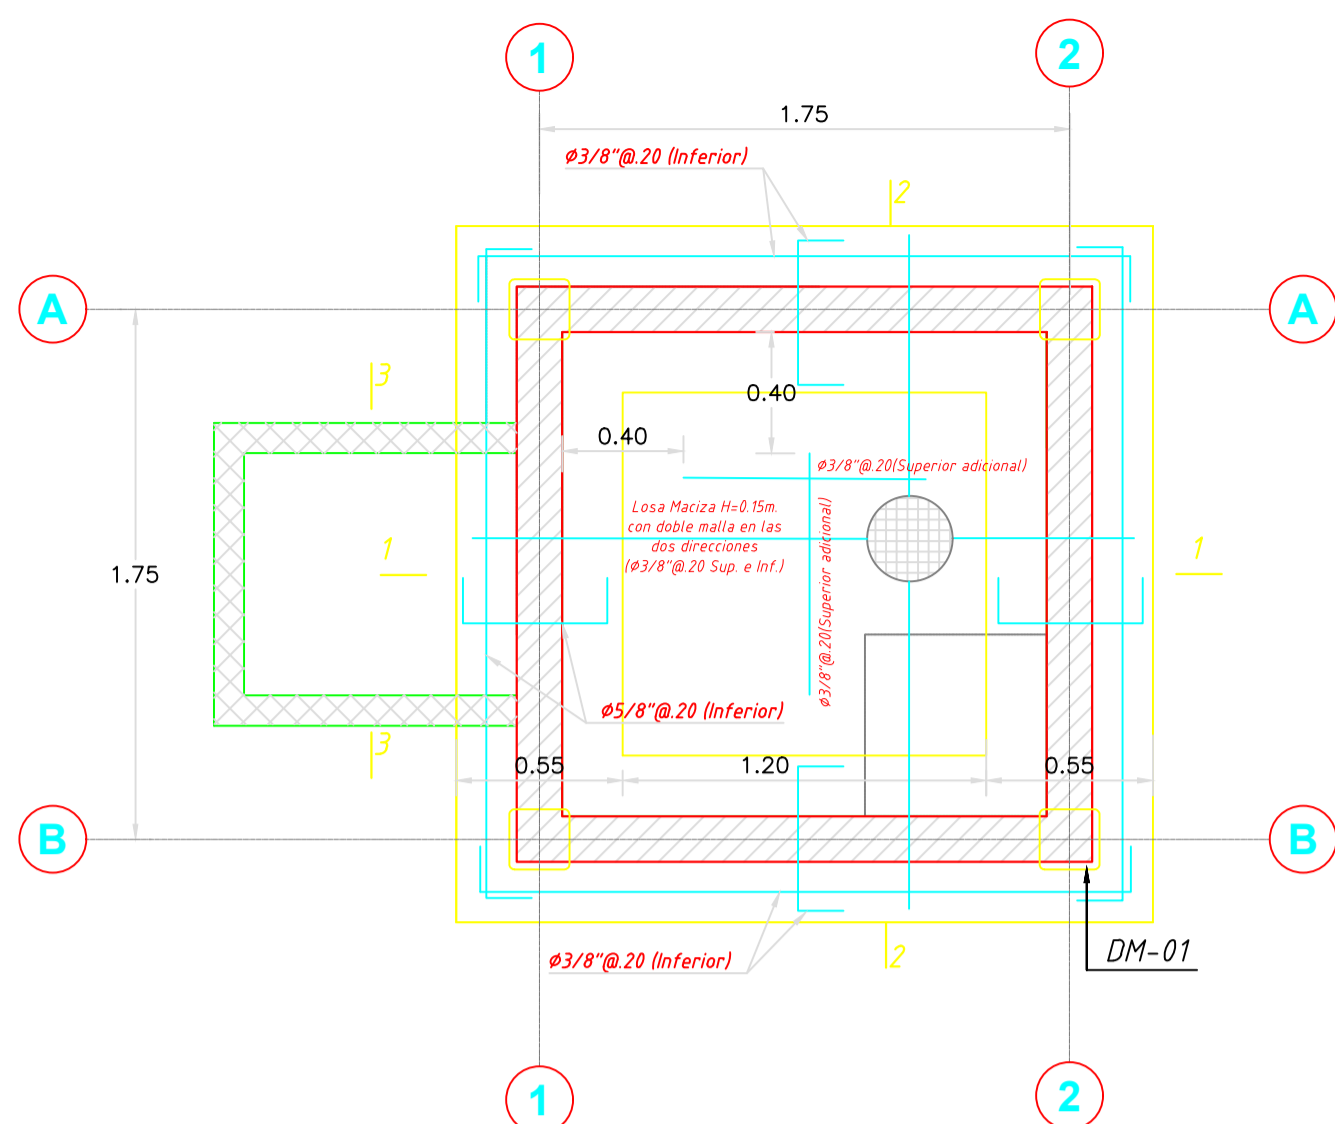 1
2
1.75
Ø3/8"@.20 (Inferior)
2
A
A
3
0.40
0.40
Ø3/8"@.20(Superior adicional)
Losa Maciza H=0.15m.
con doble malla en las
dos direcciones
(Ø3/8"@.20 Sup. e Inf.)
Ø3/8"@.20(Superior adicional)
1
1
1.75
Ø5/8"@.20 (Inferior)
3
0.55
1.20
0.55
B
B
Ø3/8"@.20 (Inferior)
2
DM-01
1
2